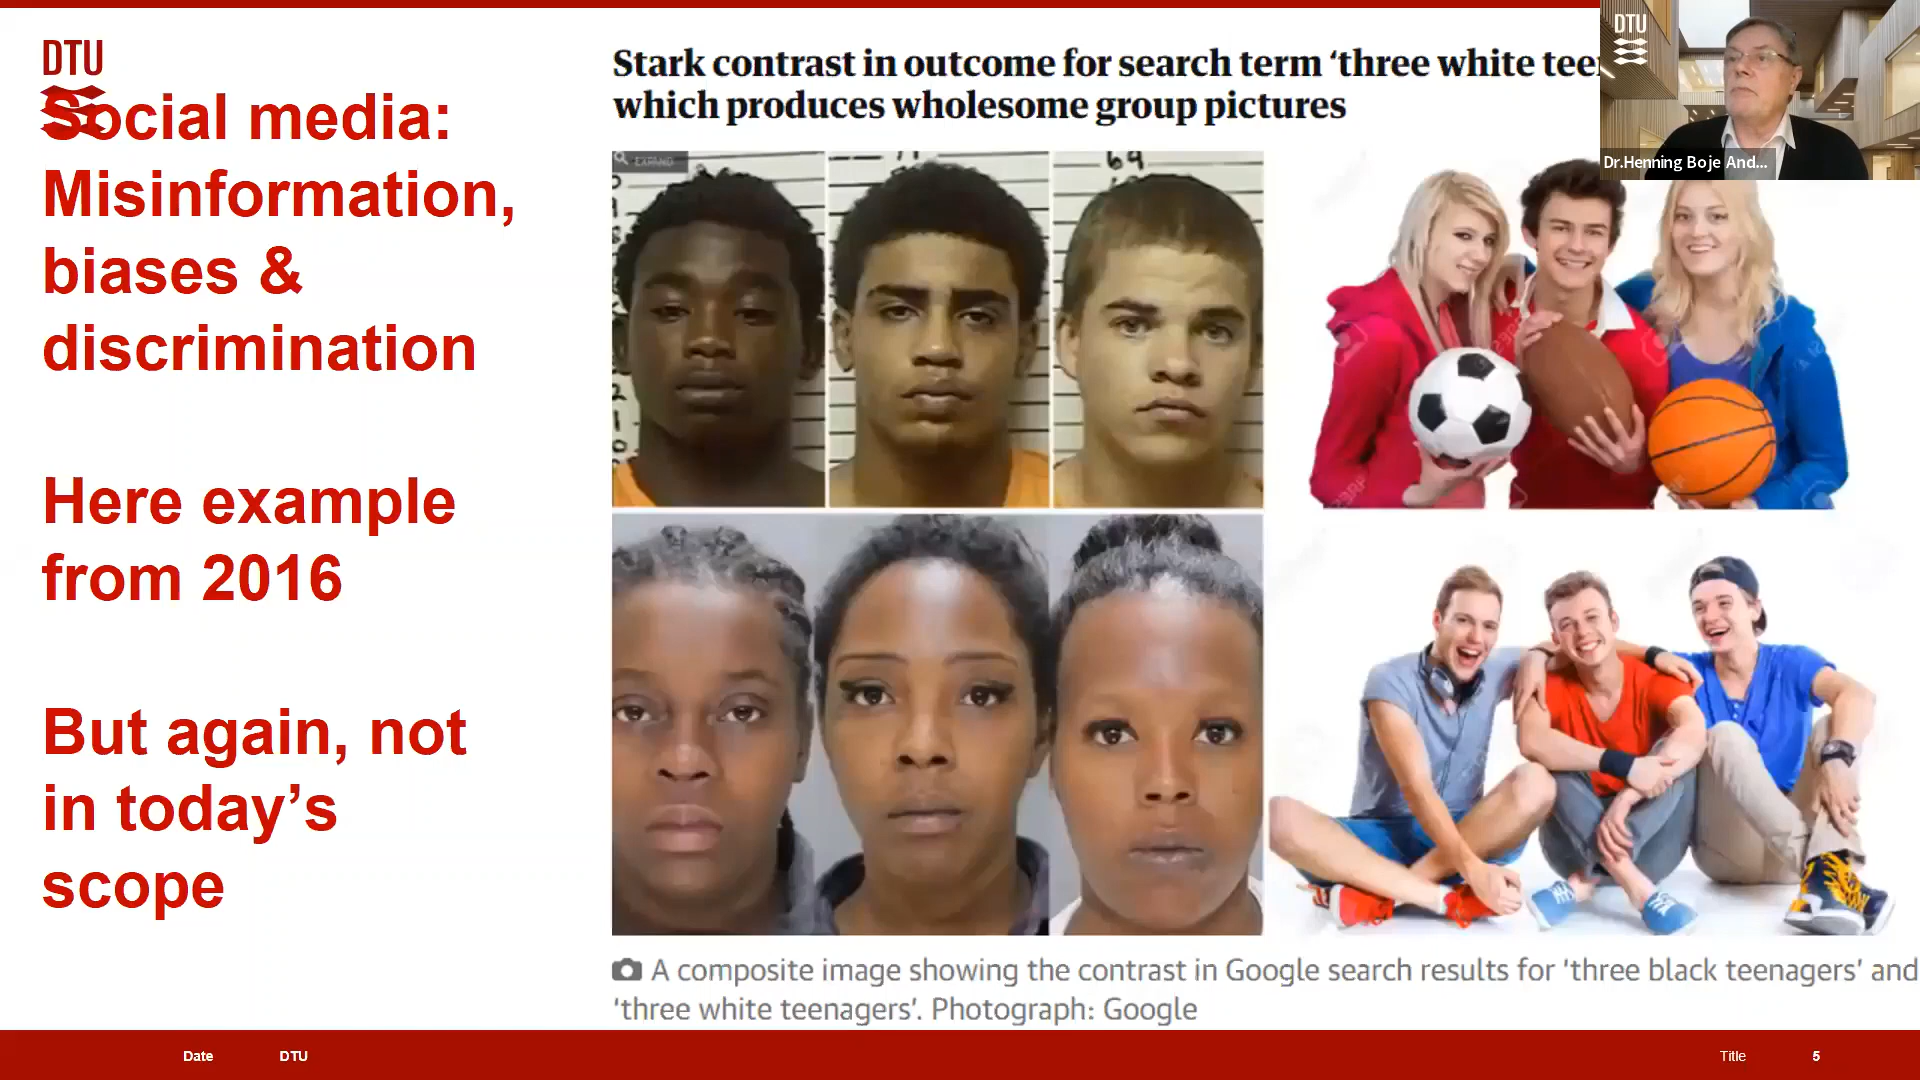 DTU
Social media:
Misinformation,
biases &
discrimination
Here example
from 2016
But again, not
in today’s
scope
Stark contrast in outcome for search term ‘three white
which produces wholesome group pictures
EXPAND
69
DTU
Dr.Henning Boje And...
A composite image showing the contrast in Google search results for ‘three black teenagers’ and
‘three white teenagers’. Photograph: Google
Date DTU Title 5